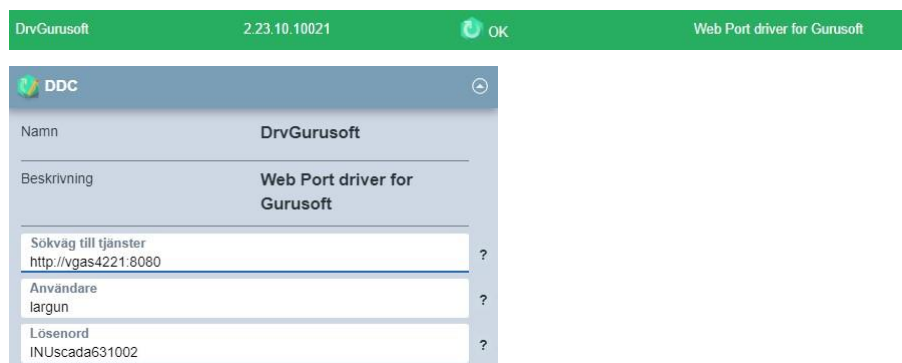 DrvGurusoft 2.23.10.10021 OK Web Port driver for Gurusoft
DDC
Namn DrvGurusoft
Beskrivning Web Port driver for
Gurusoft
Sökväg till tjänster
http://vgas4221:8080 ?
Användare
largun ?
Lösenord
INUscada631002 ?